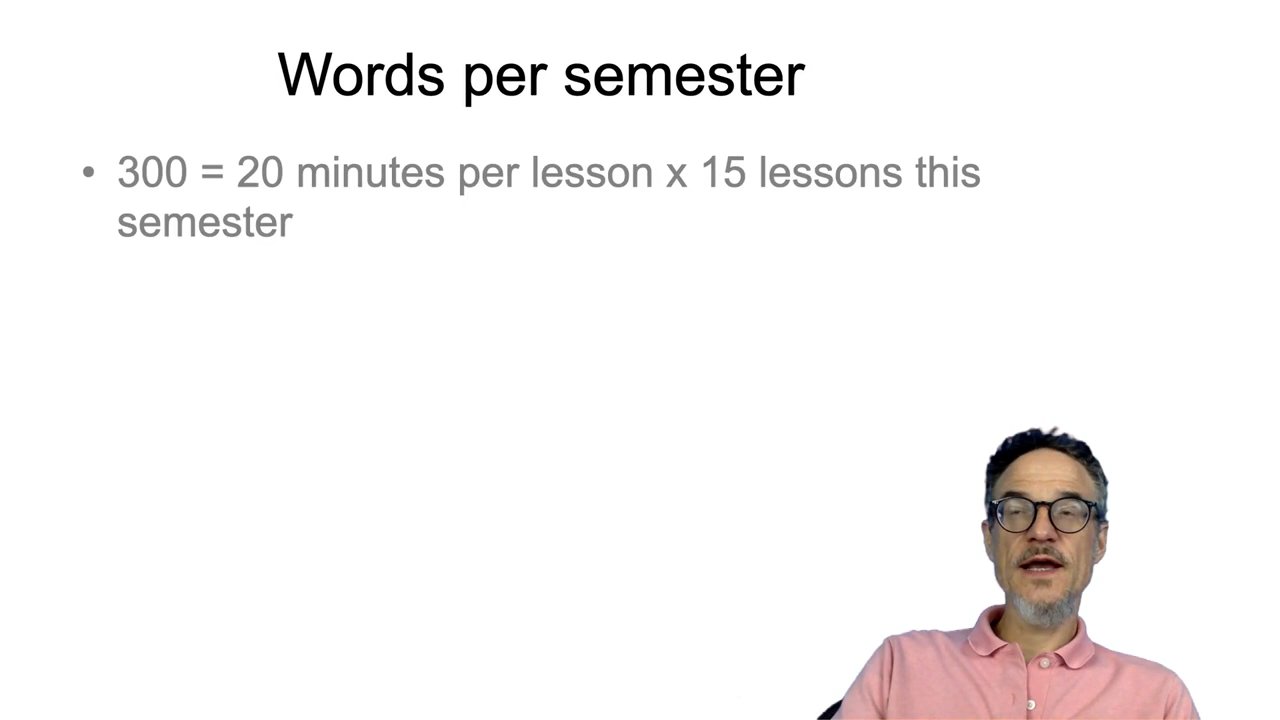 Words per semester
• 300 = 20 minutes per lesson x 15 lessons this
semester